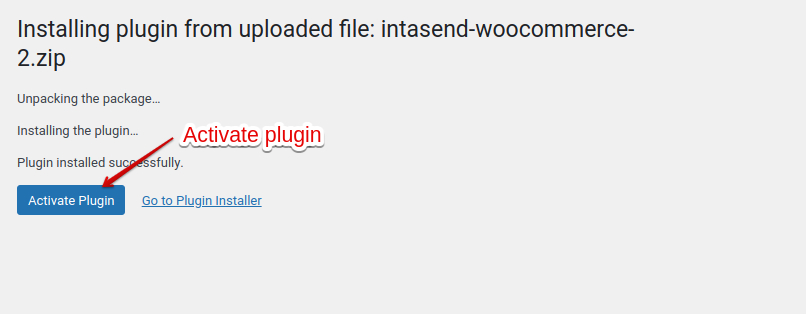 Installing plugin from uploaded file: intasend-woocommerce-
2.zip
Unpacking the package…
Installing the plugin…
Activate plugin
Plugin installed successfully.
Activate Plugin
Go to Plugin Installer